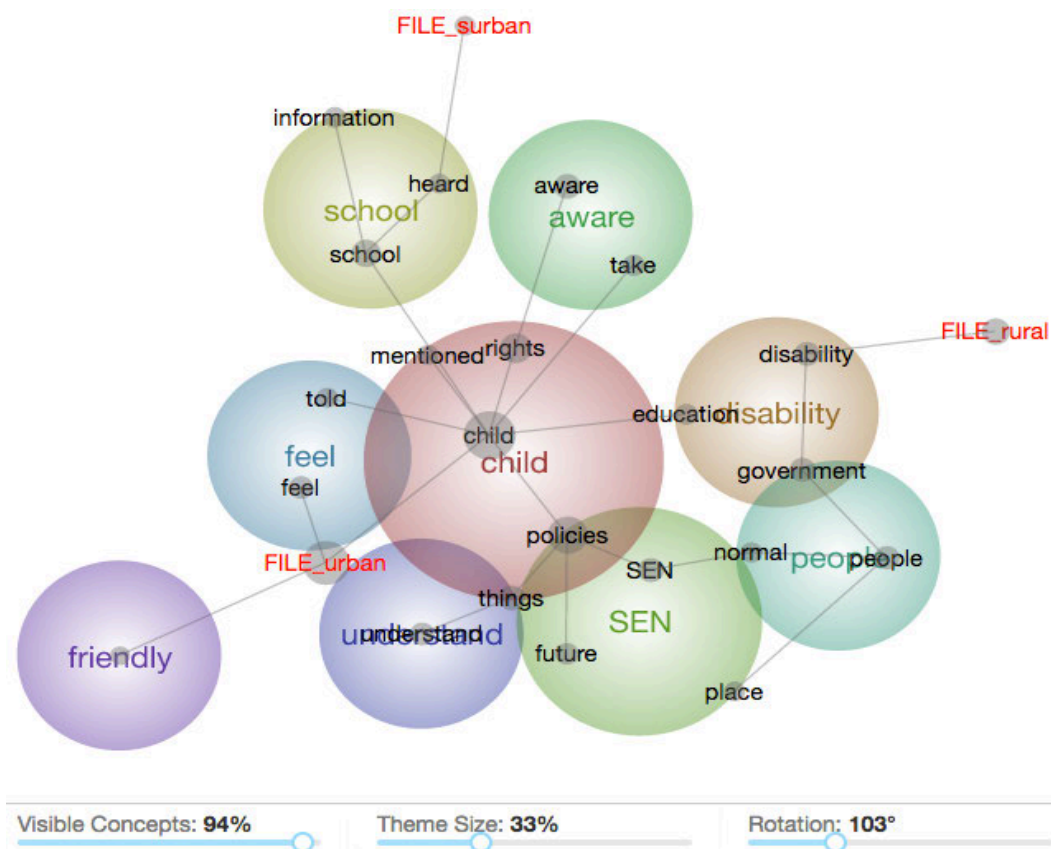 FILE_surban
information
heard
school
school
aware
aware
take
mentioned
rights
FILE_rural
disability
told
education
disability
child
child
feel
feel
government
policies
normal
people
people
FILE_urban
SEN
things
SEN
understand
understand
future
friendly
place
Visible Concepts: 94%
Theme Size: 33%
Rotation: 103°